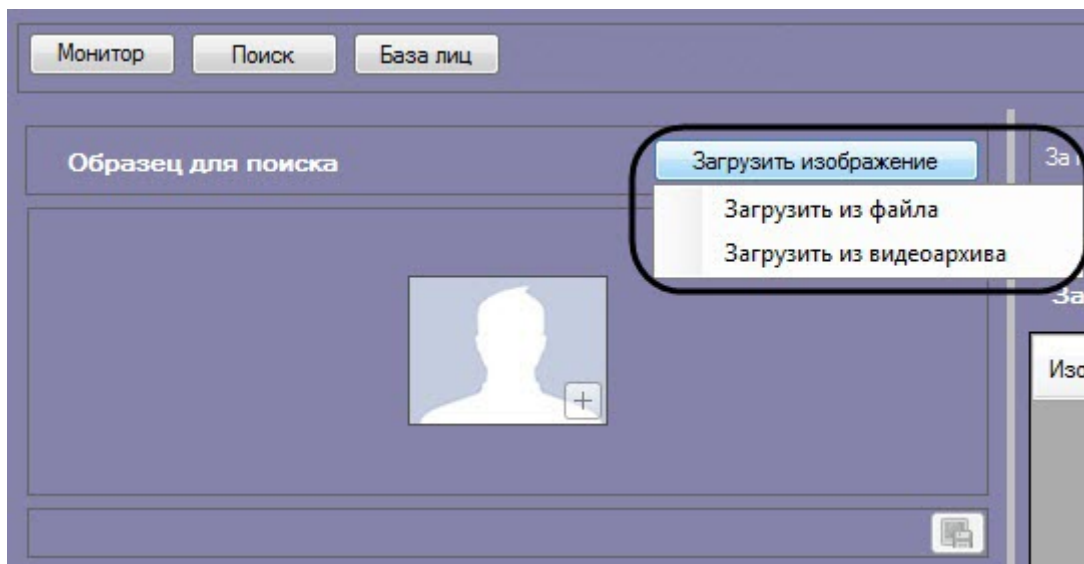 Монитор Поиск База лиц
Образец для поиска
Загрузить изображение
Загрузить из файла
Загрузить из видеоархива